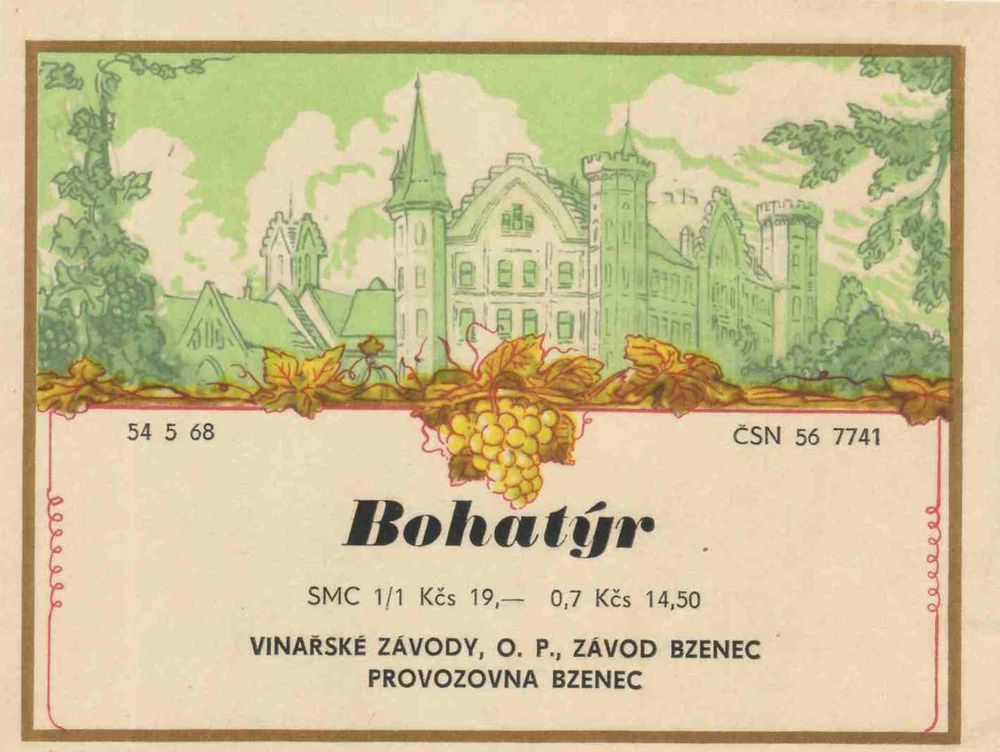 54 5 68
ČSN 56 7741
Bohatýr
SMC 1/1 Kčs 19,— 0,7 Kčs 14,50
VINAŘSKÉ ZÁVODY, O. P., ZÁVOD BZENEC
PROVOZOVNA BZENEC